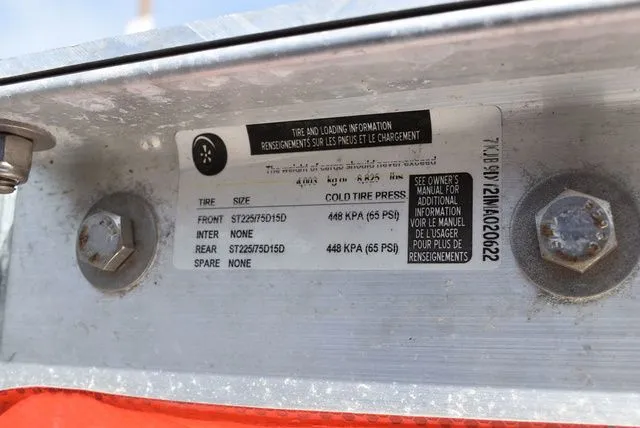 TIRE AND LOADING INFORMATION
RENSEIGNEMENTS SUR LES PNEUS ET LE CHARGEMENT
The weight of cargo should never exceed
kg or 8,825 lbs
TIRE SIZE COLD TIRE PRESS
FRONT ST225/75D15D 448 KPA (65 PSI)
INTER NONE
REAR ST225/75D15D 448 KPA (65 PSI)
SPARE NONE
SEE OWNER'S
MANUAL FOR
ADDITIONAL
INFORMATION
VOIR LE MANUEL
DE L'USAGER
POUR PLUS DE
RENSEIGNEMENTS